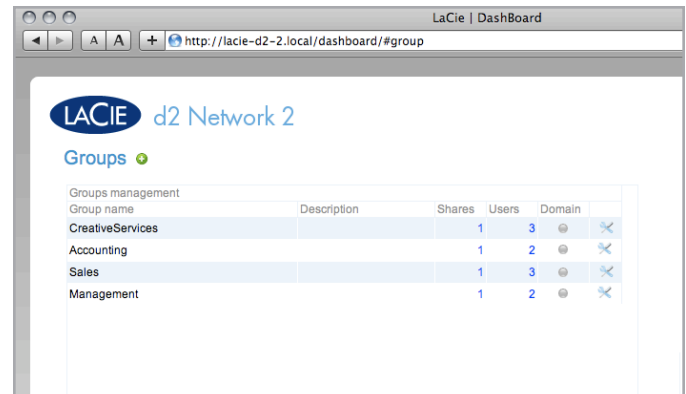 LaCie | DashBoard
A A + http://lacie-d2-2.local/dashboard/#group
LACIE d2 Network 2
Groups
Groups management
Group name Description Shares Users Domain
CreativeServices 1 3
Accounting 1 2
Sales 1 3
Management 1 2